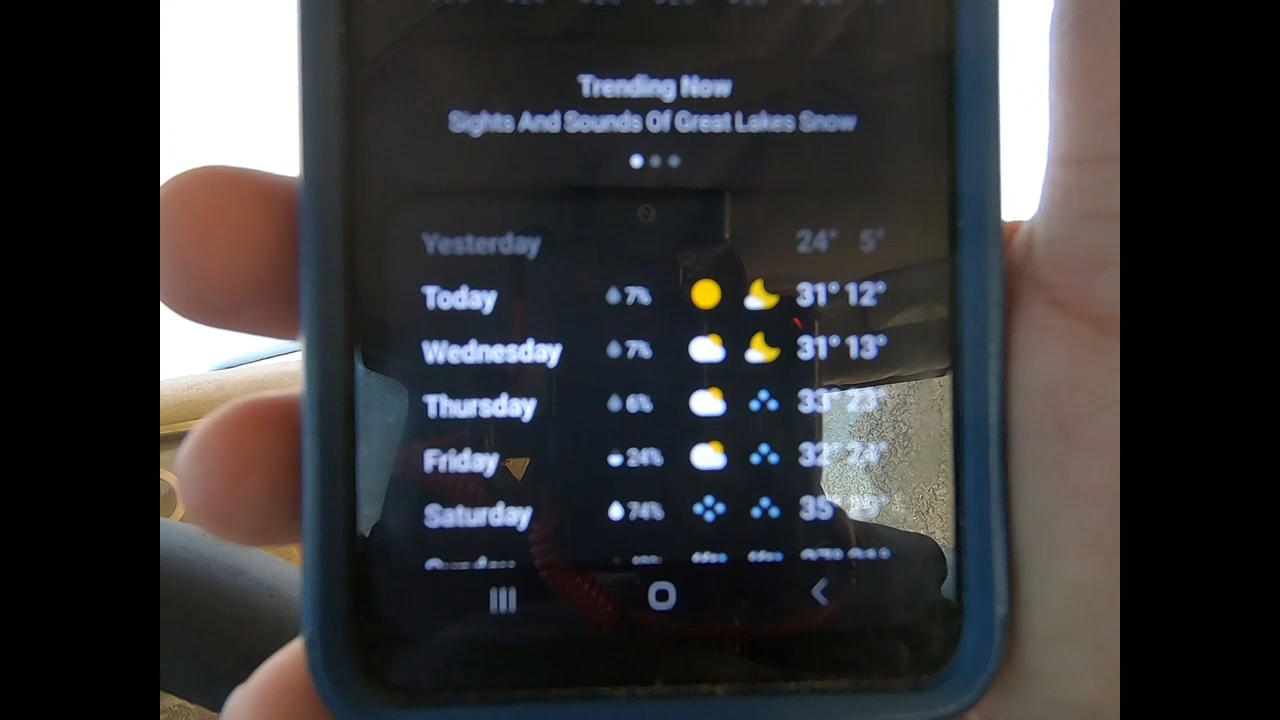 Trending Now
Sights And Sounds Of Great Lakes Snow
Yesterday 24° 5°
Today 7% 31° 12°
Wednesday 7% 31° 13°
Thursday 6% 33°
Friday 24% 32°
Saturday 74% 35°